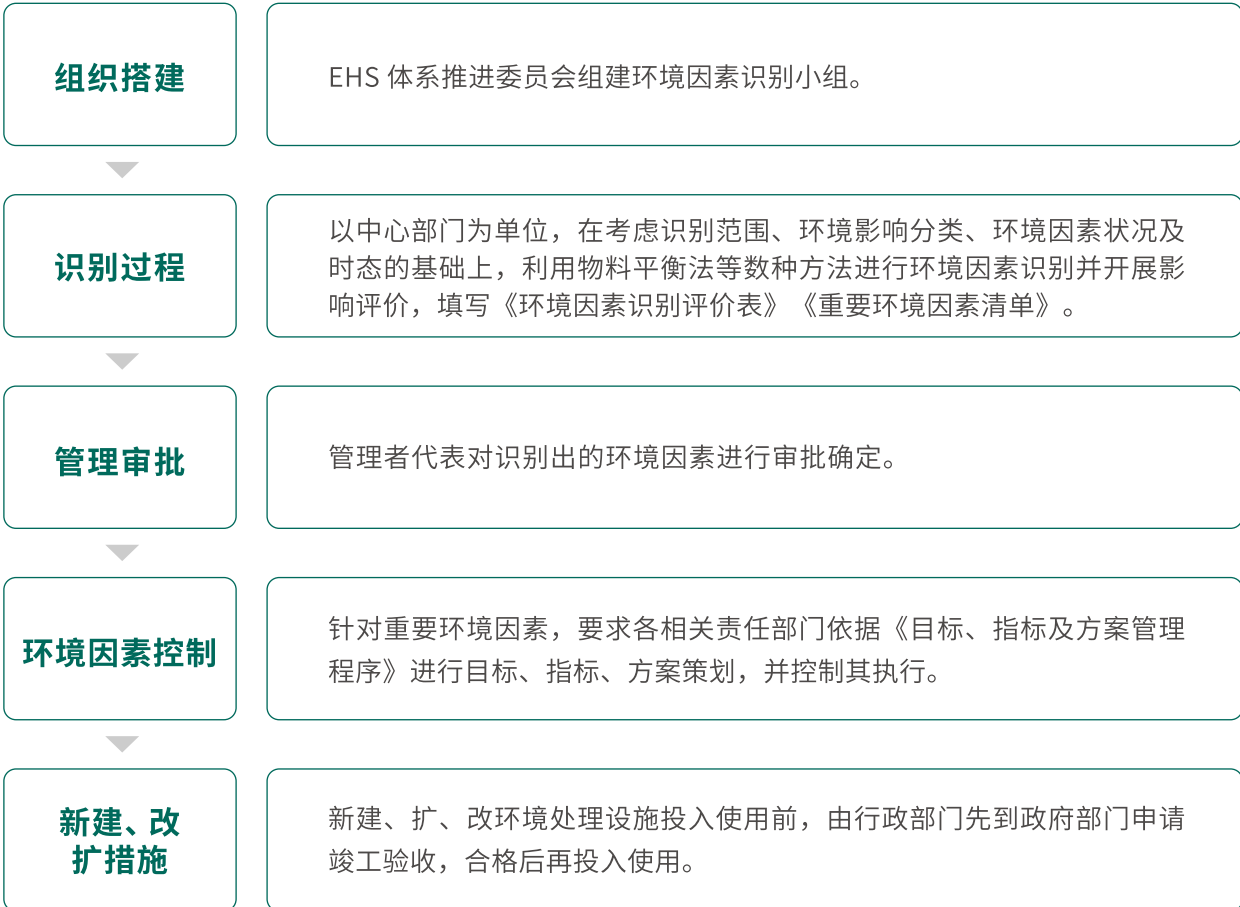 组织搭建
EHS 体系推进委员会组建环境因素识别小组。
识别过程
以中心部门为单位，在考虑识别范围、环境影响分类、环境因素状况及
时态的基础上，利用物料平衡法等数种方法进行环境因素识别并开展影
响评价，填写《环境因素识别评价表》《重要环境因素清单》。
管理审批
管理者代表对识别出的环境因素进行审批确定。
环境因素控制
针对重要环境因素，要求各相关责任部门依据《目标、指标及方案管理
程序》进行目标、指标、方案策划，并控制其执行。
新建、改
扩措施
新建、扩、改环境处理设施投入使用前，由行政部门先到政府部门申请
竣工验收，合格后再投入使用。